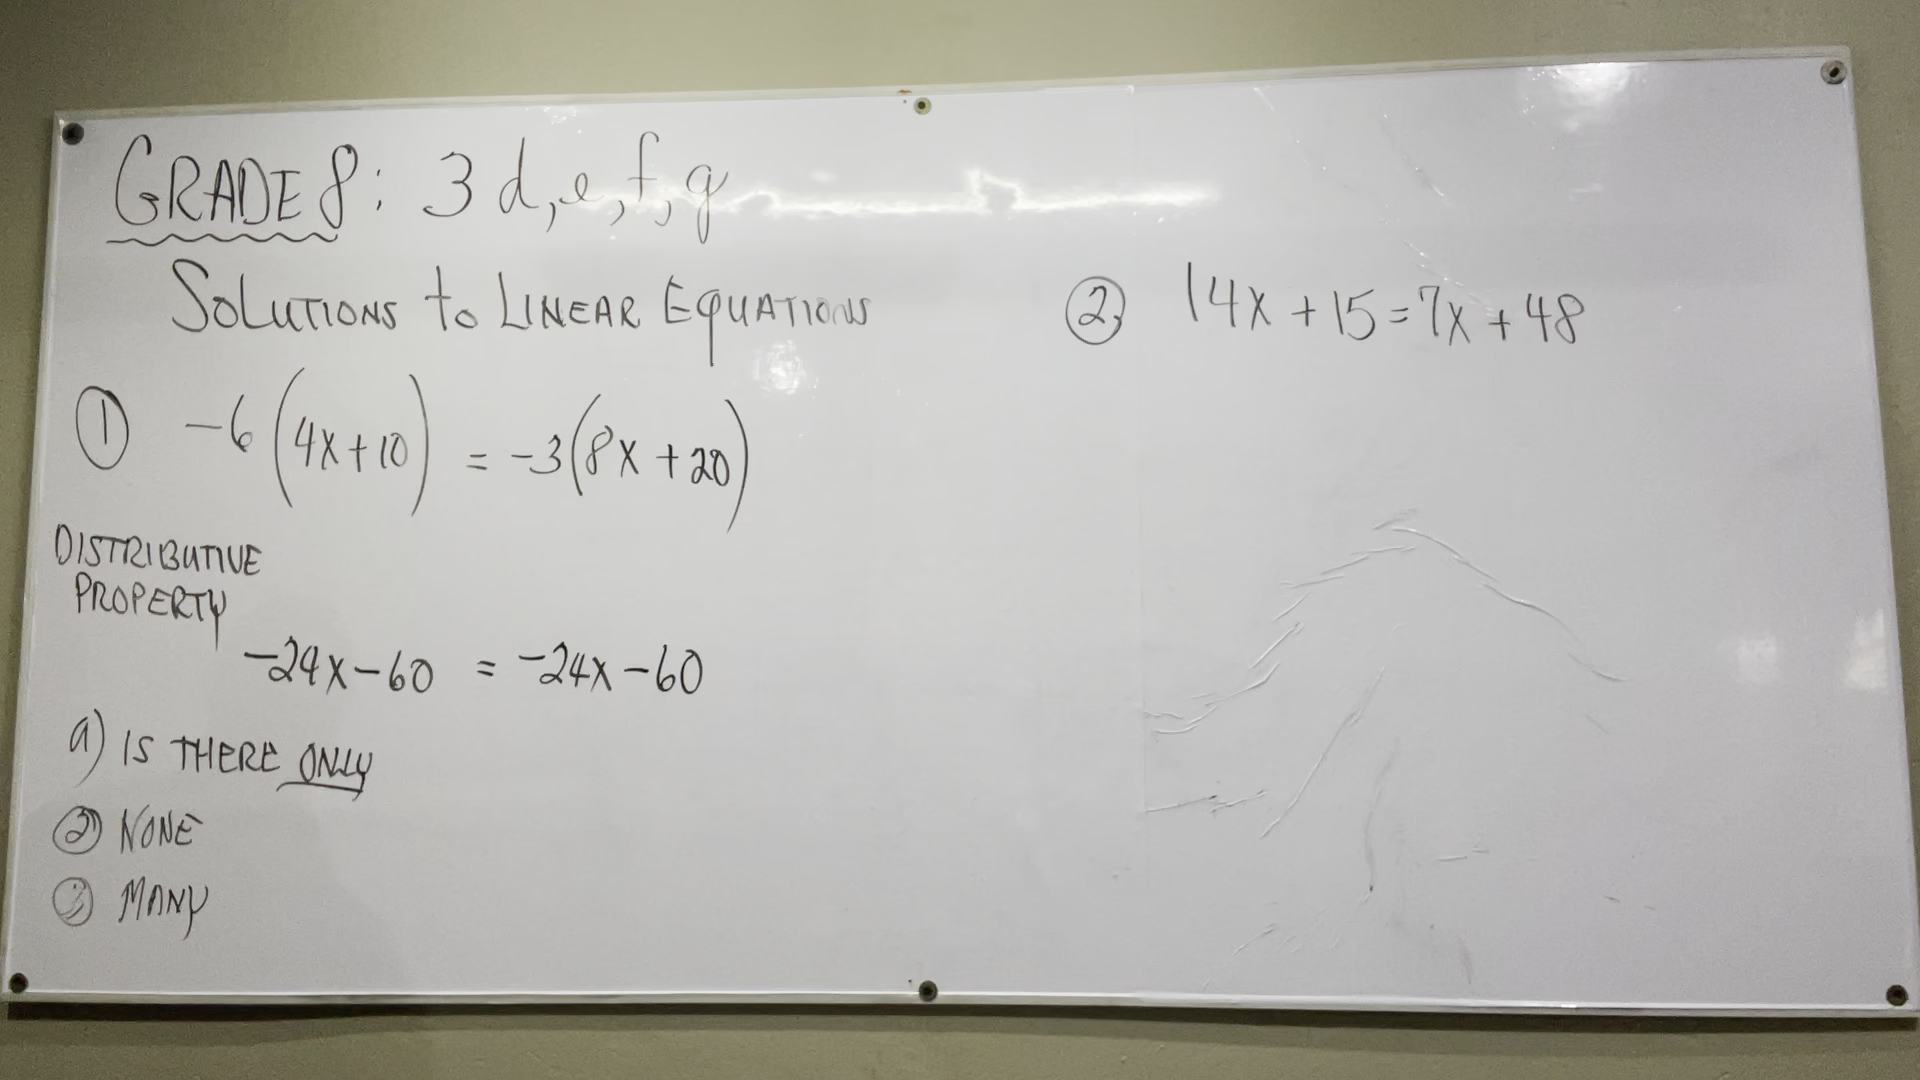 GRADE 8: 3 d, e, f, g
SOLUTIONS to LINEAR EQUATIONS
① -6(4x+10) = -3(8x+20)
DISTRIBUTIVE
PROPERTY
-24x-60 = -24x-60
a) IS THERE ONLY
② NONE
③ MANY
② 14x+15=7x+48